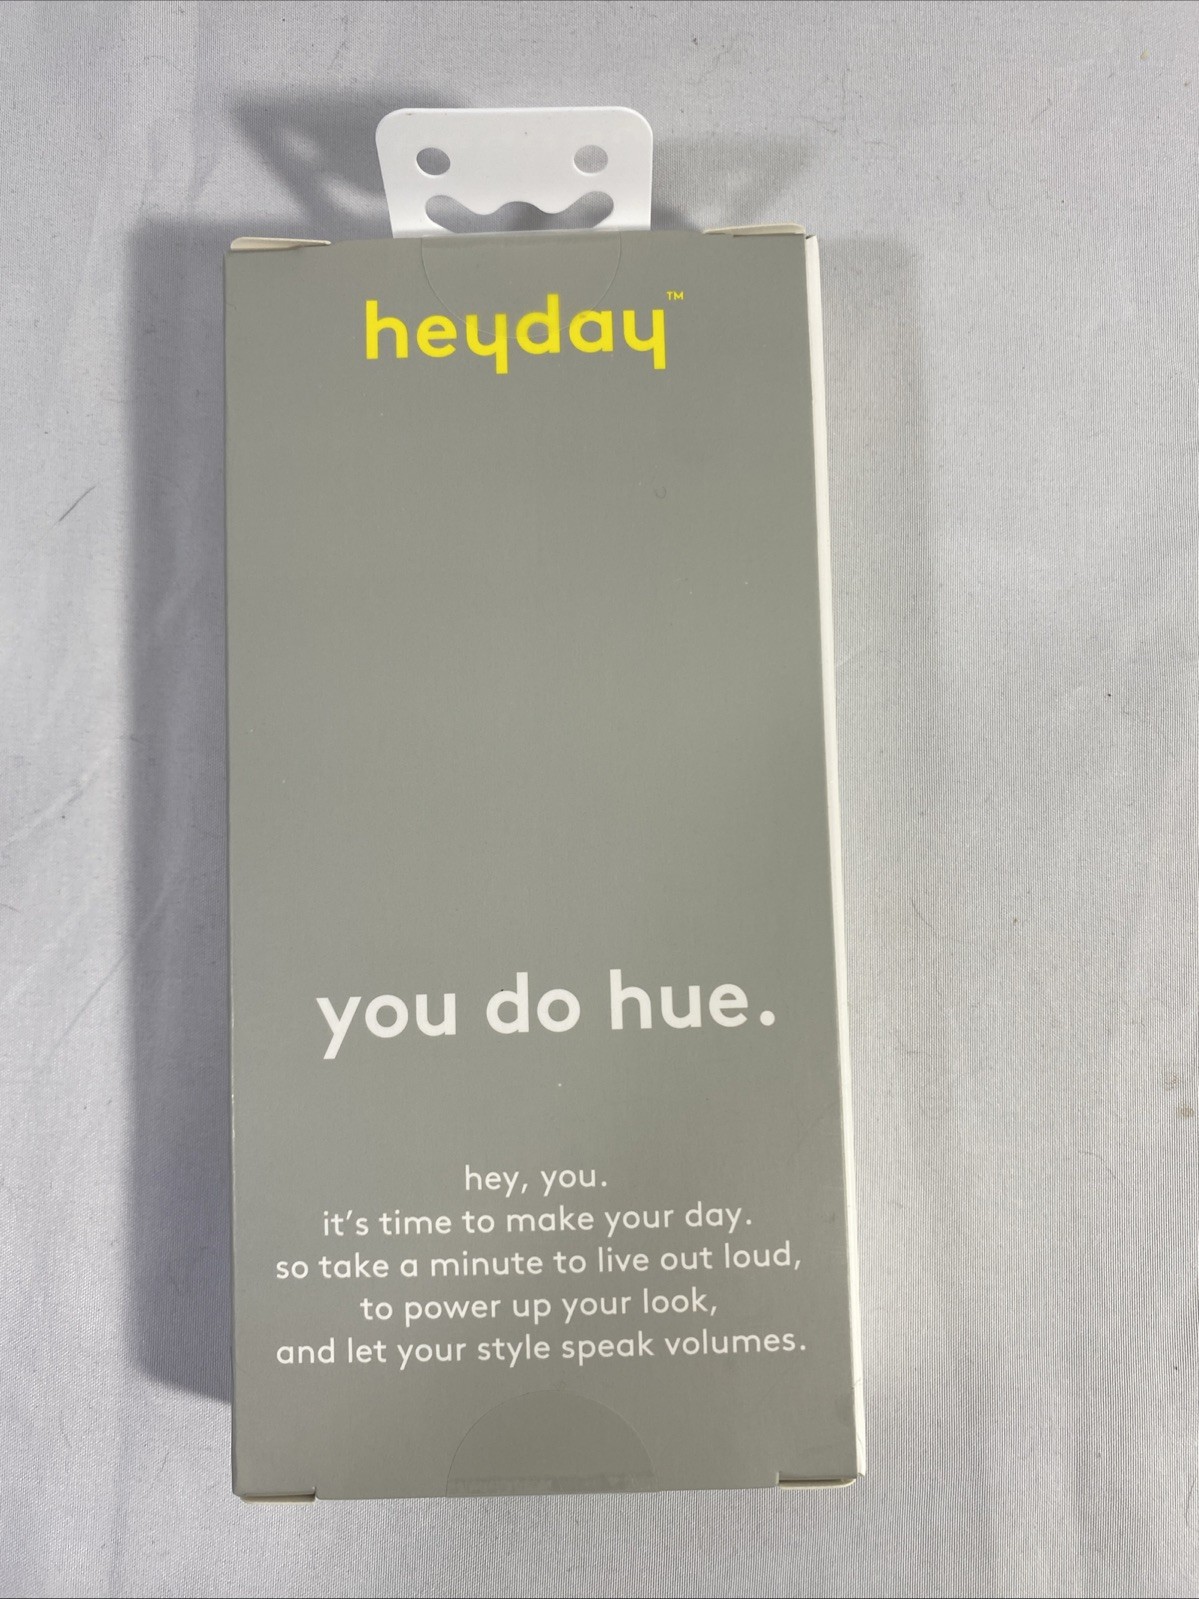 heyday™
you do hue.
hey, you.
it's time to make your day.
so take a minute to live out loud,
to power up your look,
and let your style speak volumes.